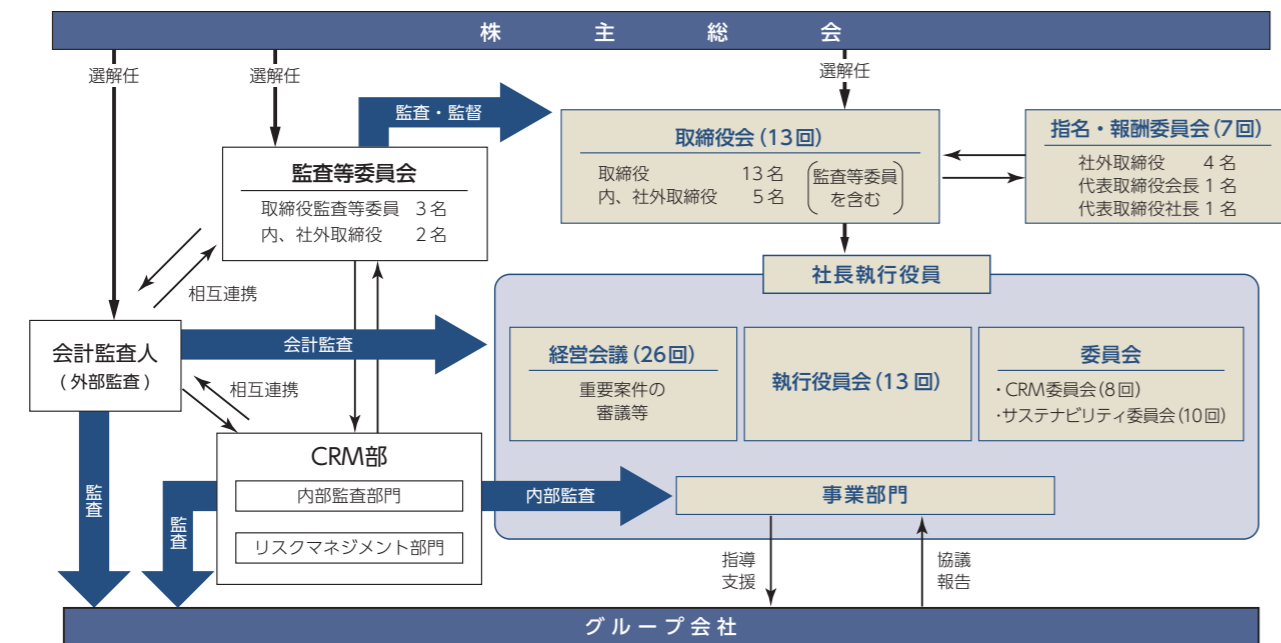 株主総会
選解任
選解任
選解任
監査・監督
監査等委員会
取締役監査等委員 3名
内、社外取締役 2名
取締役会(13回)
取締役 13名
内、社外取締役 5名
監査等委員
を含む
指名・報酬委員会(7回)
社外取締役 4名
代表取締役会長 1名
代表取締役社長 1名
社長執行役員
相互連携
会計監査人
(外部監査)
会計監査
経営会議(26回)
重要案件の
審議等
執行役員会(13回)
委員会
・CRM委員会(8回)
・サステナビリティ委員会(10回)
相互連携
CRM部
内部監査部門
リスクマネジメント部門
内部監査
事業部門
監査
監査
指導
支援
協議
報告
グループ会社